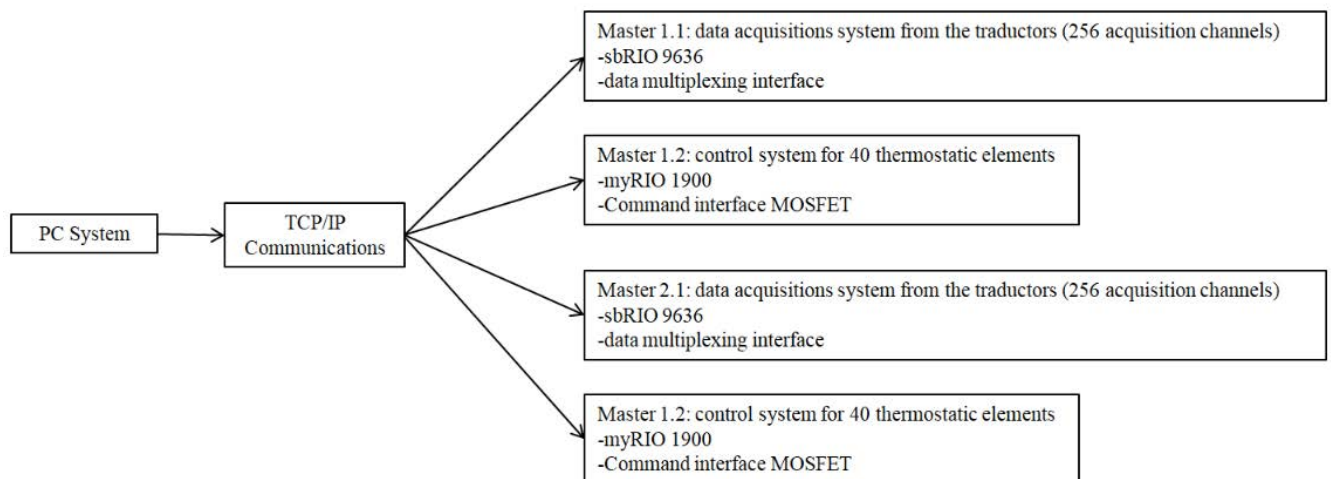 PC System
TCP/IP
Communications
Master 1.1: data acquisitions system from the traductors (256 acquisition channels)
-sbRIO 9636
-data multiplexing interface
Master 1.2: control system for 40 thermostatic elements
-myRIO 1900
-Command interface MOSFET
Master 2.1: data acquisitions system from the traductors (256 acquisition channels)
-sbRIO 9636
-data multiplexing interface
Master 1.2: control system for 40 thermostatic elements
-myRIO 1900
-Command interface MOSFET